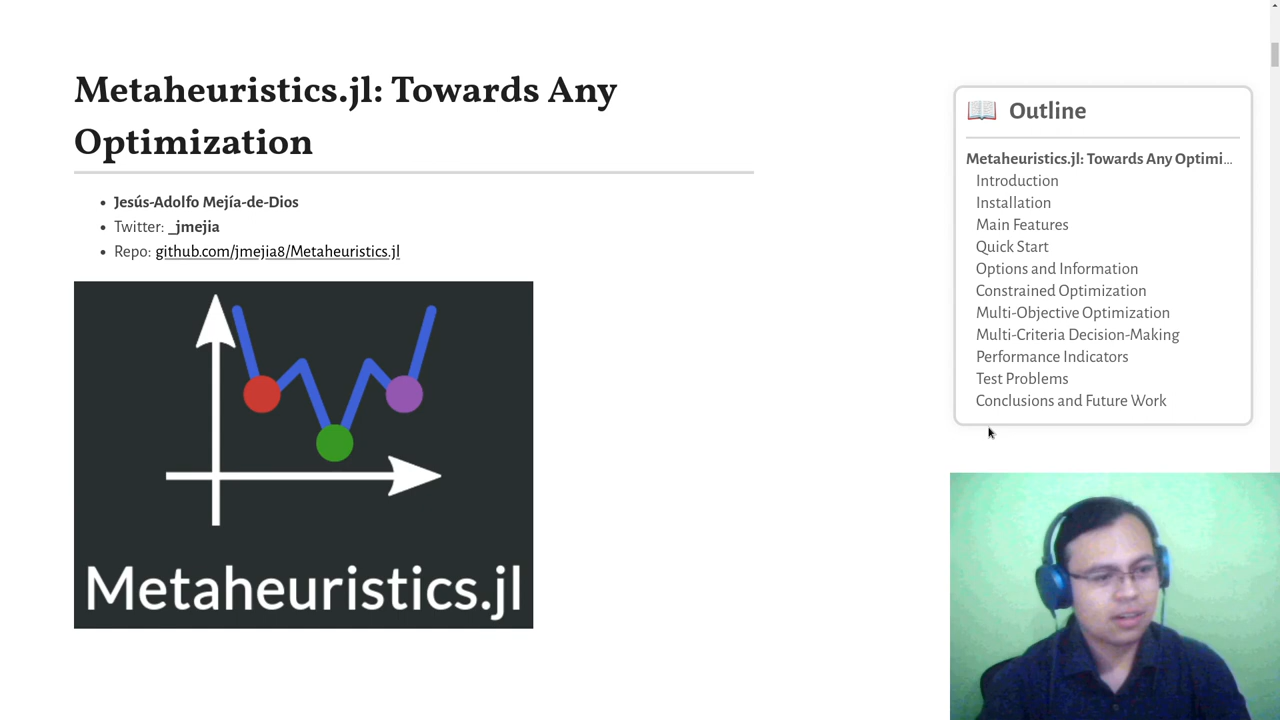 Metaheuristics.jl: Towards Any
Optimization
Jesús-Adolfo Mejía-de-Dios
Twitter: _jmejia
Repo: github.com/jmejia8/Metaheuristics.jl
Metaheuristics.jl
Outline
Metaheuristics.jl: Towards Any Optimi...
Introduction
Installation
Main Features
Quick Start
Options and Information
Constrained Optimization
Multi-Objective Optimization
Multi-Criteria Decision-Making
Performance Indicators
Test Problems
Conclusions and Future Work